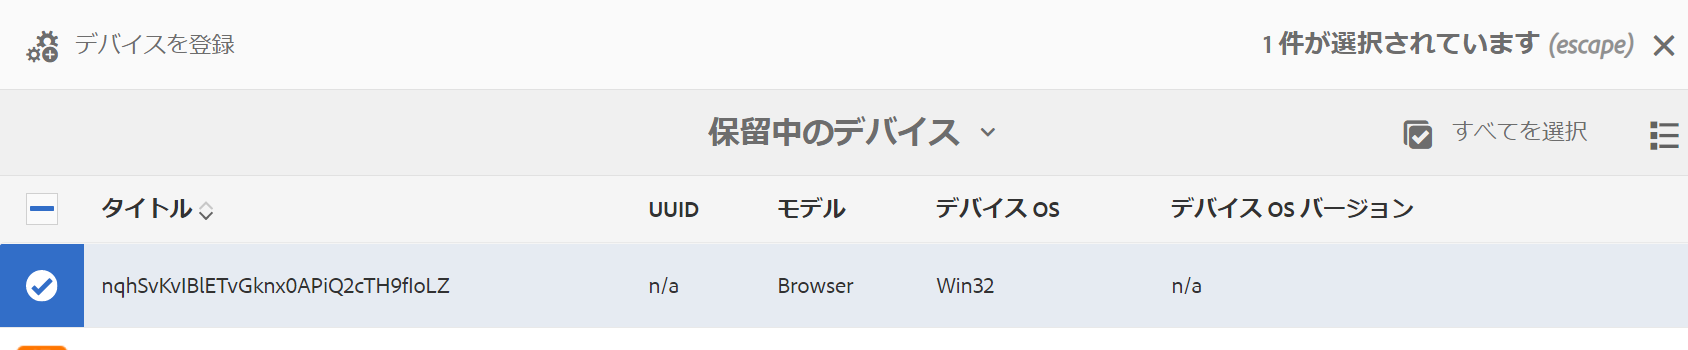 デバイスを登録 1 件が選択されています (escape)
保留中のデバイス すべてを選択
タイトル UUID モデル デバイス OS デバイス OS バージョン
nqhSvKvIBlETvGknx0APiQ2cTH9fIoLZ n/a Browser Win32 n/a